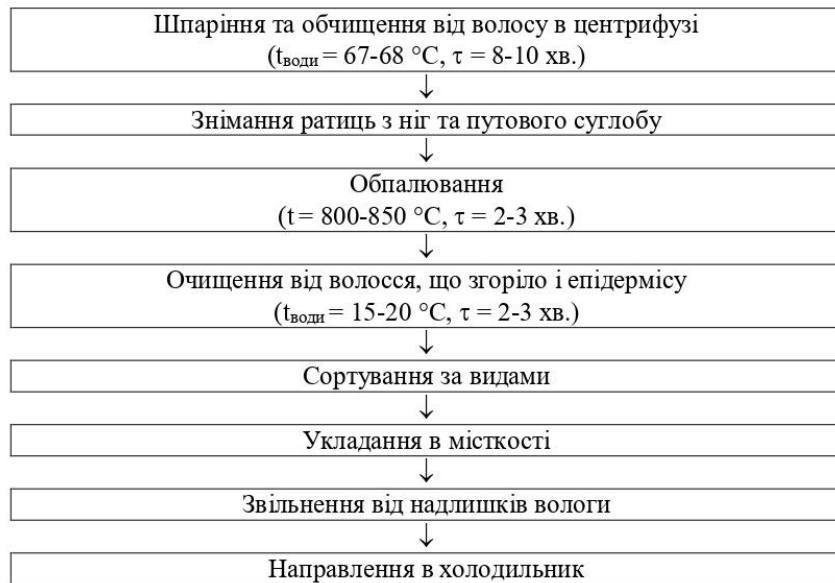 Шпаріння та обчищення від волосу в центрифузі
(tводи = 67-68 °C, τ = 8-10 хв.)
↓
Знімання ратиць з ніг та путового суглобу
↓
Обпалювання
(t = 800-850 °C, τ = 2-3 хв.)
↓
Очищення від волосся, що згоріло і епідермісу
(tводи = 15-20 °C, τ = 2-3 хв.)
↓
Сортування за видами
↓
Укладання в місткості
↓
Звільнення від надлишків вологи
↓
Направлення в холодильник